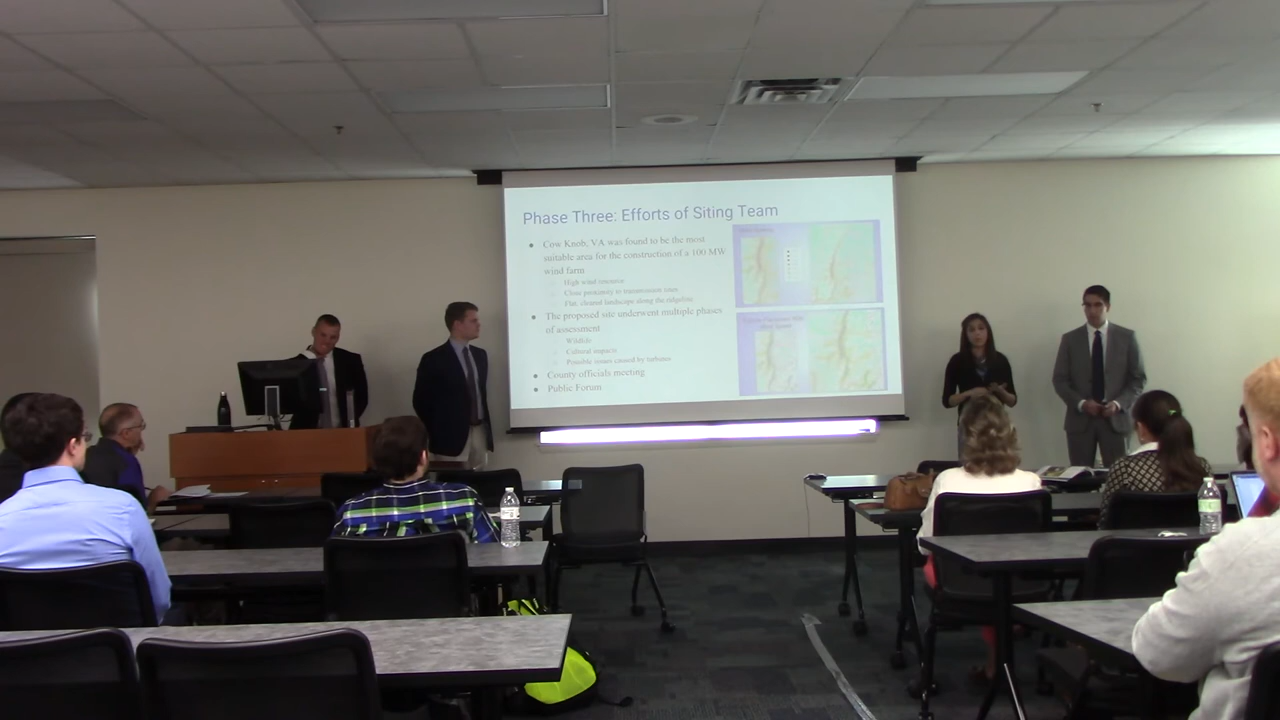 Phase Three: Efforts of Siting Team
● Cow Knob, VA was found to be the most
suitable area for the construction of a 100 MW
wind farm
High wind resource
Close proximity to transmission lines
Flat, cleared landscape along the ridgeline
● The proposed site underwent multiple phases
of assessment
Wildlife
Cultural impacts
Possible issues caused by turbines
● County officials meeting
● Public Forum